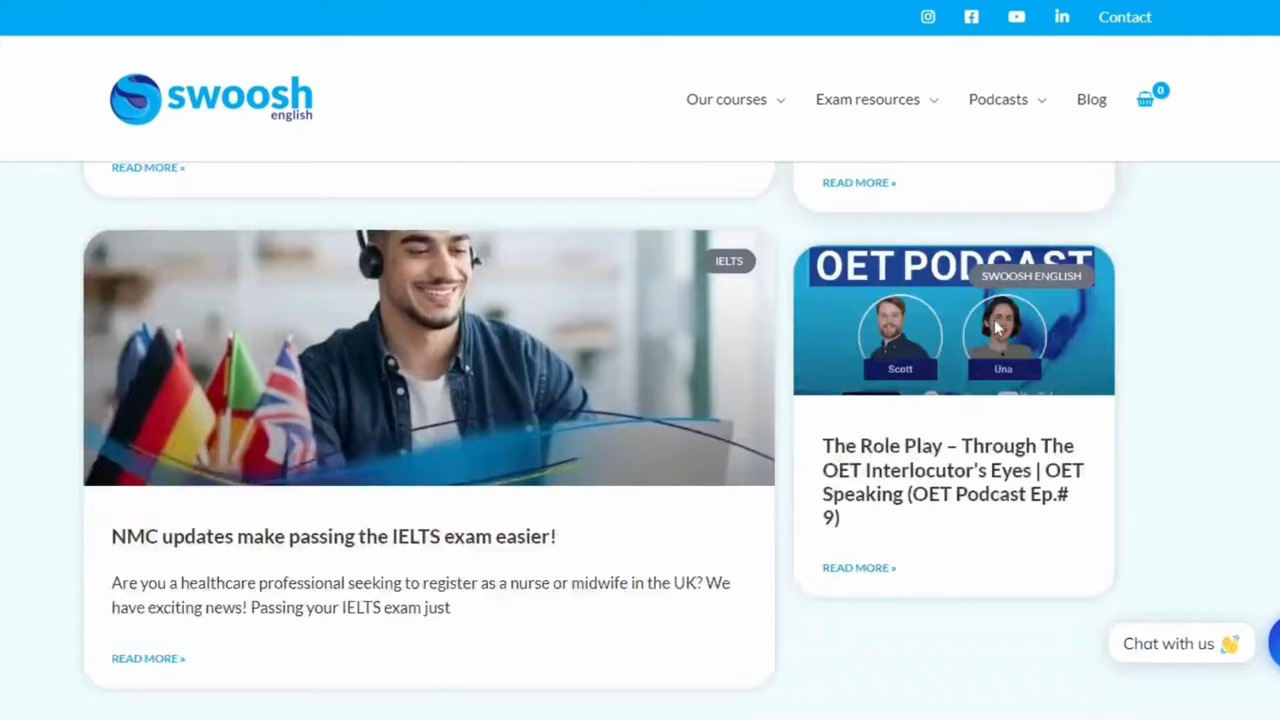 Contact
swoosh
english
Our courses
Exam resources
Podcasts
Blog
0
READ MORE »
READ MORE »
IELTS
OET PODCAST
SWOOSH ENGLISH
Scott
Una
NMC updates make passing the IELTS exam easier!
Are you a healthcare professional seeking to register as a nurse or midwife in the UK? We
have exciting news! Passing your IELTS exam just
READ MORE »
The Role Play – Through The
OET Interlocutor's Eyes | OET
Speaking (OET Podcast Ep.#
9)
READ MORE »
Chat with us 👋